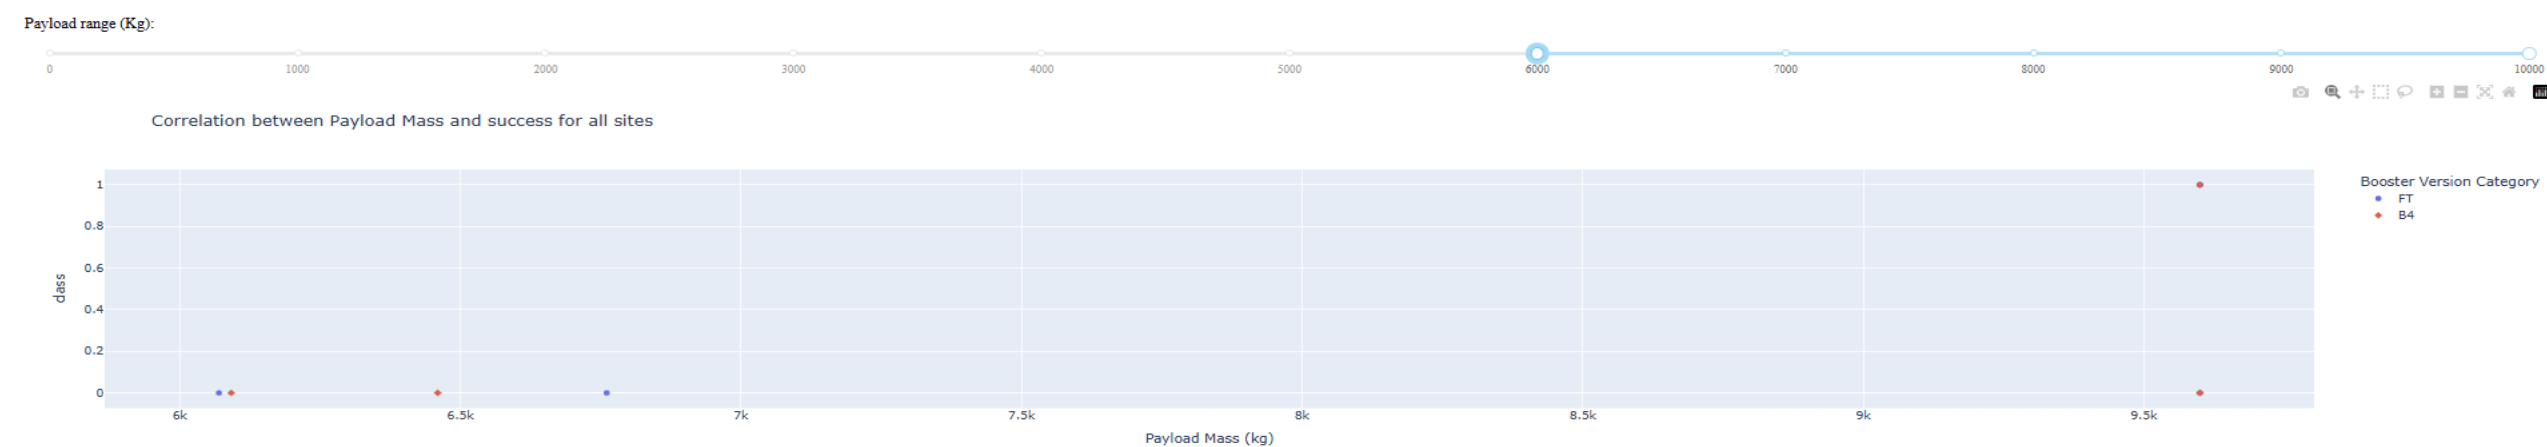 Payload range (Kg):
0 1000 2000 3000 4000 5000 6000 7000 8000 9000 10000
Correlation between Payload Mass and success for all sites
1
0.8
0.6
0.4
0.2
0
class
6k 6.5k 7k 7.5k 8k 8.5k 9k 9.5k
Payload Mass (kg)
Booster Version Category
FT
B4